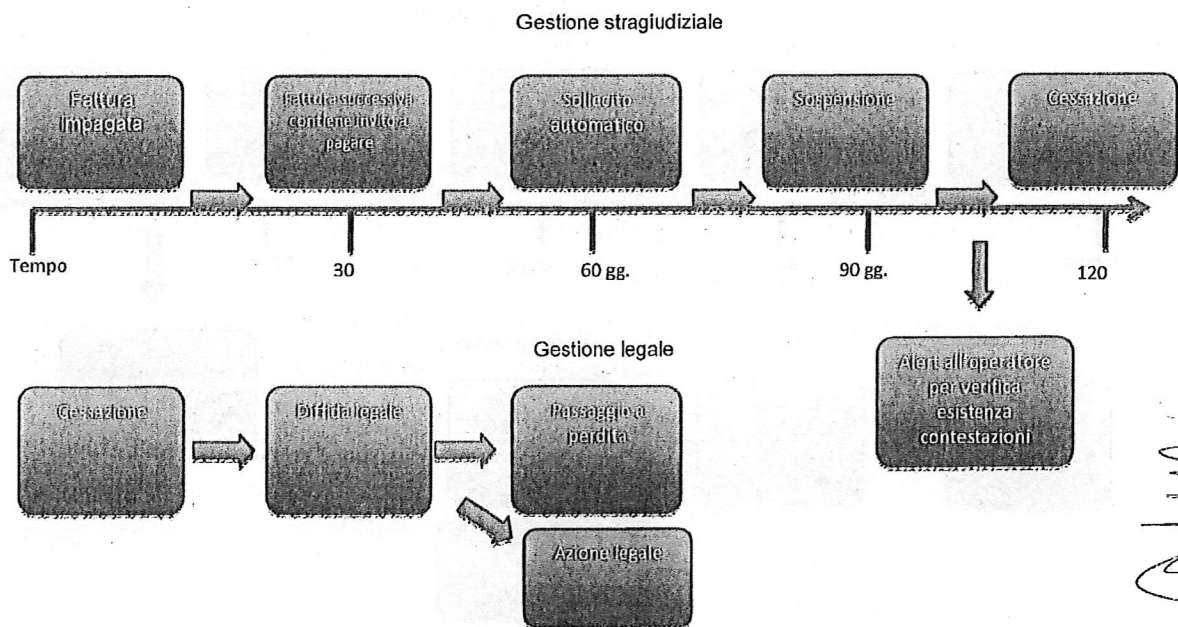 Gestione stragiudiziale
Fattura
impagata
Fattura successiva
contiene invito a
pagare
Sollecito
automatico
Sospensione
Cessazione
Tempo
30
60 gg.
90 gg.
120
Alert all'operatore
per verifica
esistenza
contestazioni
Gestione legale
Cessazione
Diffida legale
Passaggio a
perdita
Azione legale